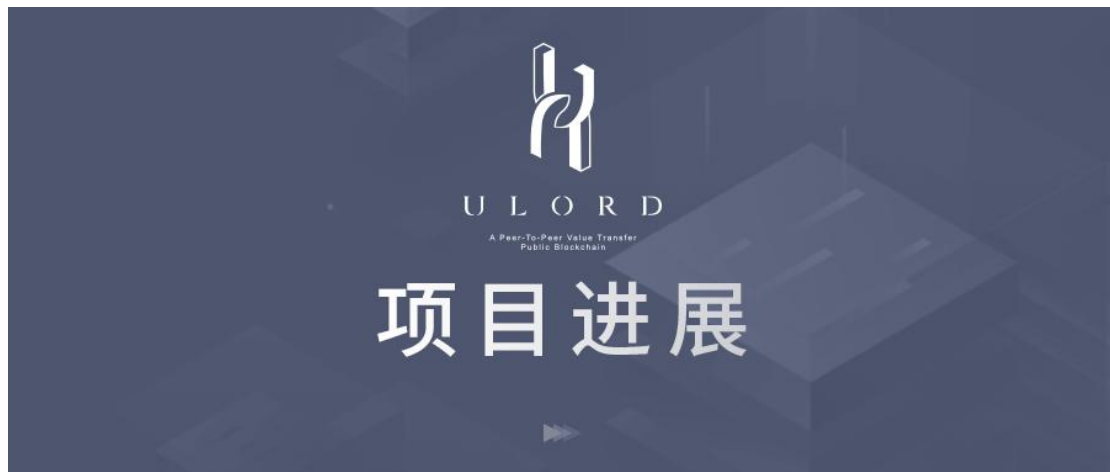 ULORD
A Peer-To-Peer Value Transfer
Public Blockchain
项目进展